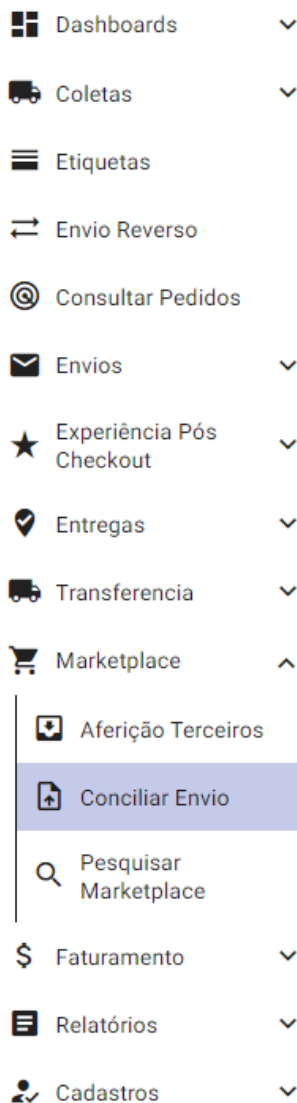 Dashboards
Coletas
Etiquetas
Envio Reverso
Consultar Pedidos
Envios
Experiência Pós
Checkout
Entregas
Transferencia
Marketplace
Aferição Terceiros
Conciliar Envio
Pesquisar
Marketplace
Faturamento
Relatórios
Cadastros